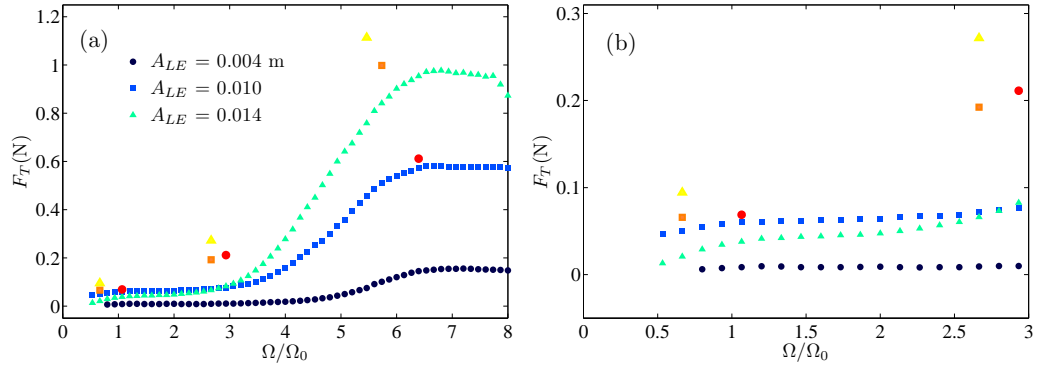 (a)
A_LE = 0.004 m
A_LE = 0.010
A_LE = 0.014
F_T(N)
1.2
1
0.8
0.6
0.4
0.2
0
0 1 2 3 4 5 6 7 8
Ω/Ω_0
(b)
F_T(N)
0.3
0.2
0.1
0
0 0.5 1 1.5 2 2.5 3
Ω/Ω_0